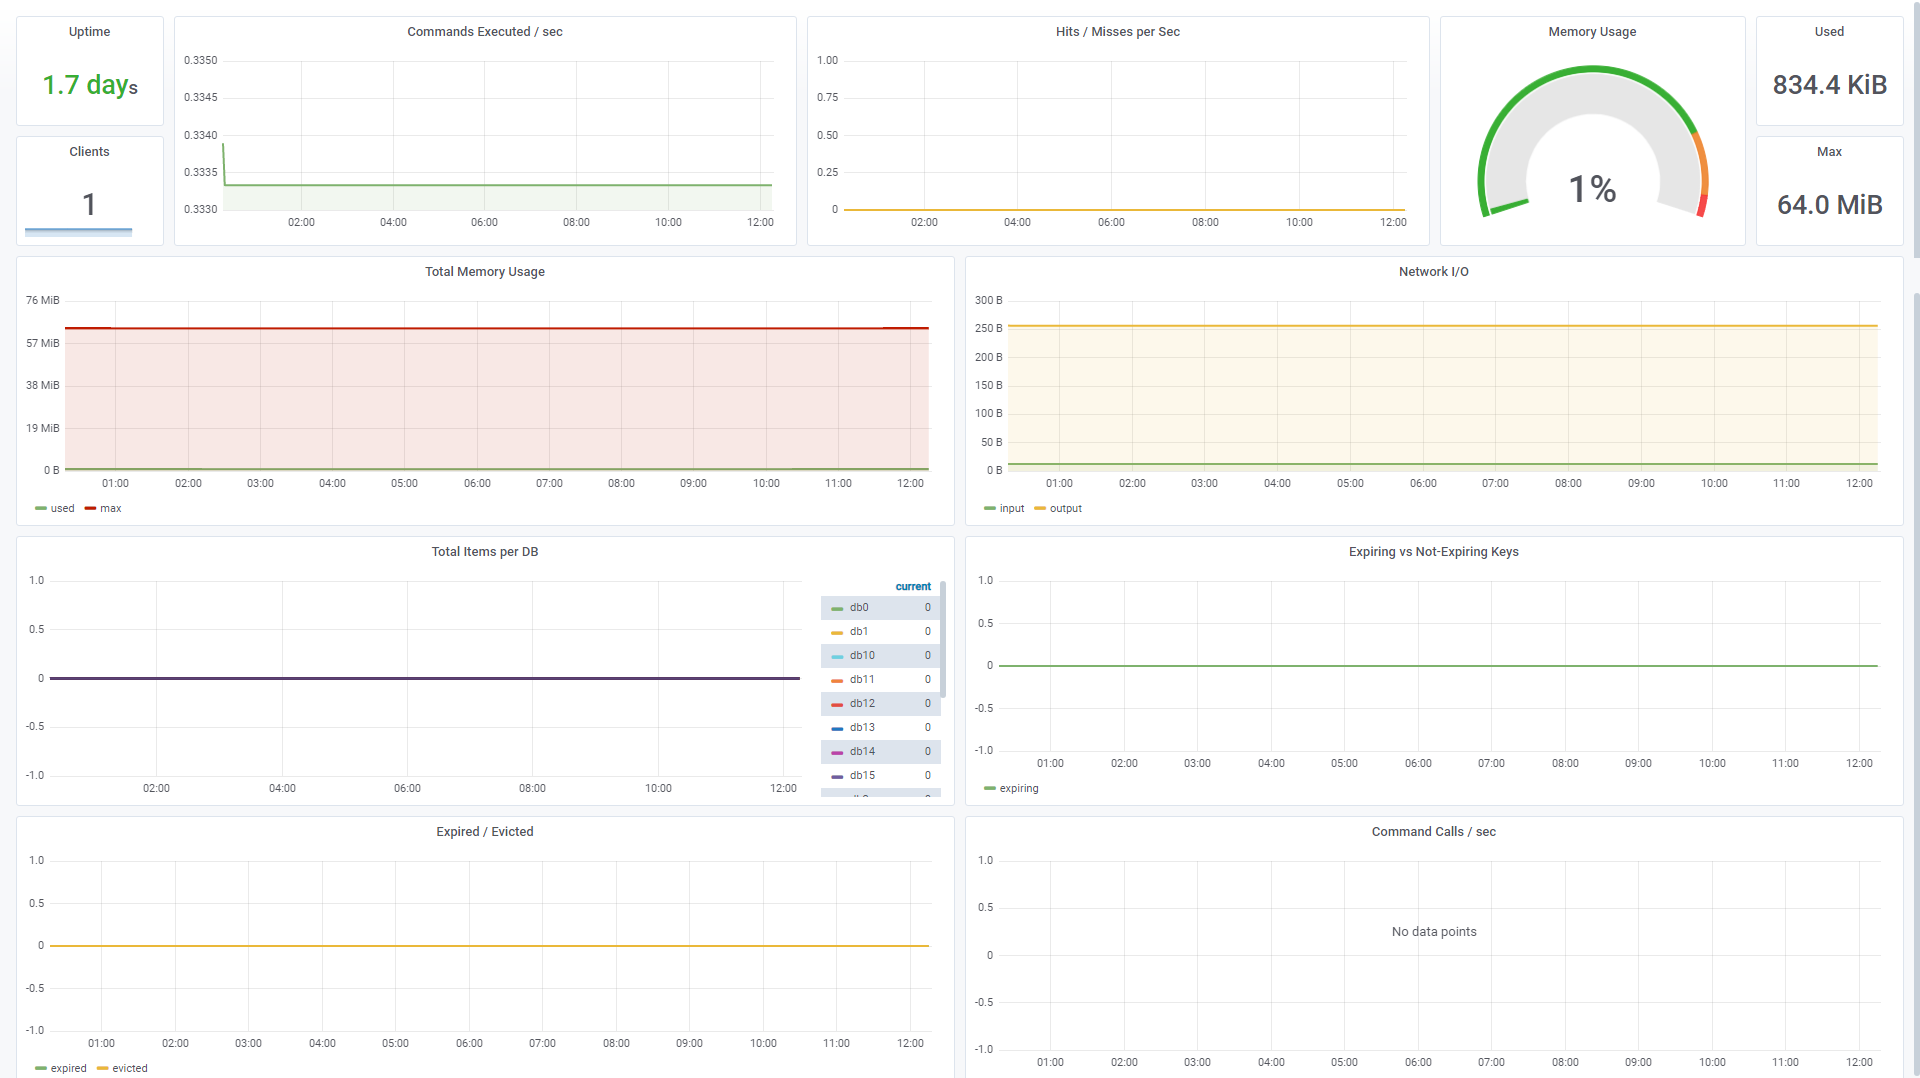 Uptime
1.7 days
Clients
1
Commands Executed / sec
0.3350
0.3345
0.3340
0.3335
0.3330
02:00 04:00 06:00 08:00 10:00 12:00
Hits / Misses per Sec
1.00
0.75
0.50
0.25
0
02:00 04:00 06:00 08:00 10:00 12:00
Memory Usage
1%
Used
834.4 KiB
Max
64.0 MiB
Total Memory Usage
76 MiB
57 MiB
38 MiB
19 MiB
0 B
01:00 02:00 03:00 04:00 05:00 06:00 07:00 08:00 09:00 10:00 11:00 12:00
used max
Network I/O
300 B
250 B
200 B
150 B
100 B
50 B
0 B
01:00 02:00 03:00 04:00 05:00 06:00 07:00 08:00 09:00 10:00 11:00 12:00
input output
Total Items per DB
1.0
0.5
0
-0.5
-1.0
02:00 04:00 06:00 08:00 10:00 12:00
current
db0 0
db1 0
db10 0
db11 0
db12 0
db13 0
db14 0
db15 0
Expiring vs Not-Expiring Keys
1.0
0.5
0
-0.5
-1.0
01:00 02:00 03:00 04:00 05:00 06:00 07:00 08:00 09:00 10:00 11:00 12:00
expiring
Expired / Evicted
1.0
0.5
0
-0.5
-1.0
01:00 02:00 03:00 04:00 05:00 06:00 07:00 08:00 09:00 10:00 11:00 12:00
expired evicted
Command Calls / sec
1.0
0.5
No data points
0
-0.5
-1.0
01:00 02:00 03:00 04:00 05:00 06:00 07:00 08:00 09:00 10:00 11:00 12:00